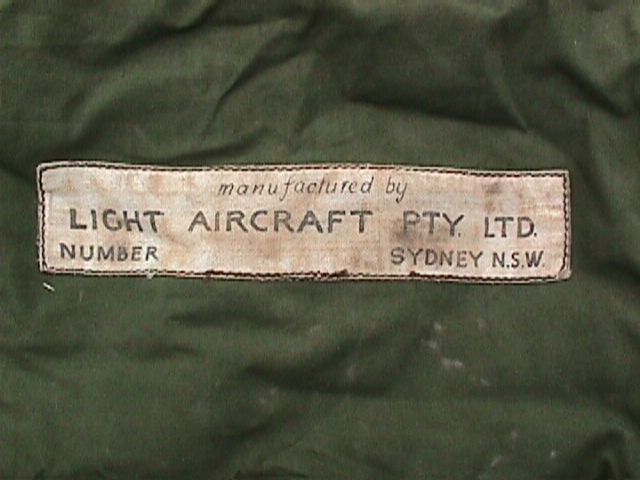 manufactured by
LIGHT AIRCRAFT PTY. LTD.
NUMBER SYDNEY N.S.W.